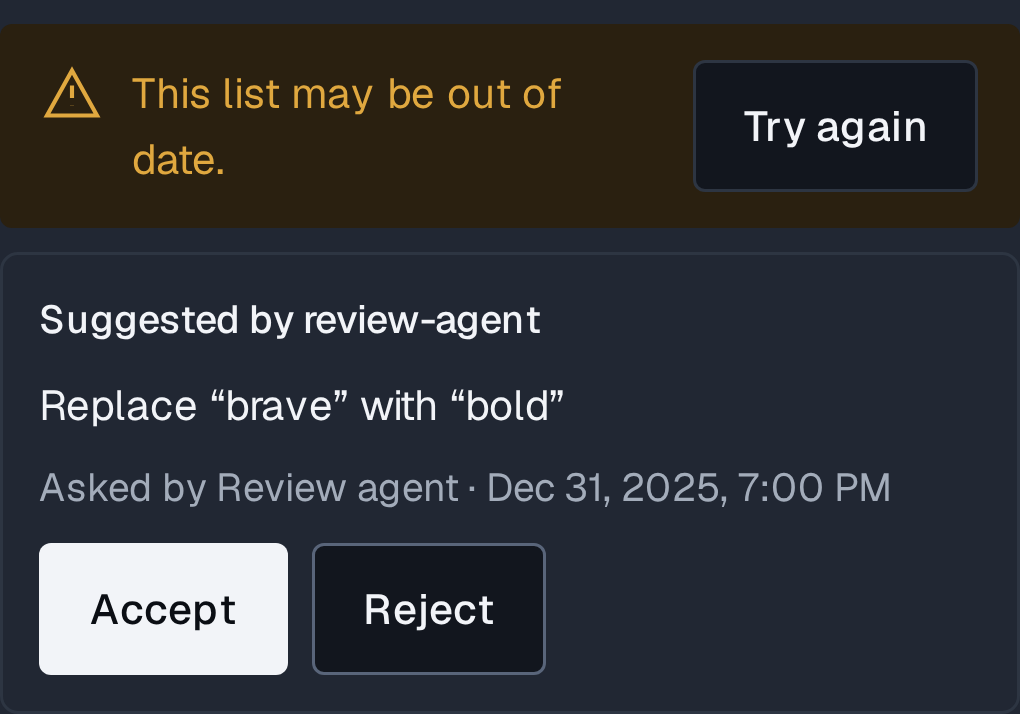 This list may be out of
date.
Try again
Suggested by review-agent
Replace “brave” with “bold”
Asked by Review agent · Dec 31, 2025, 7:00 PM
Accept
Reject